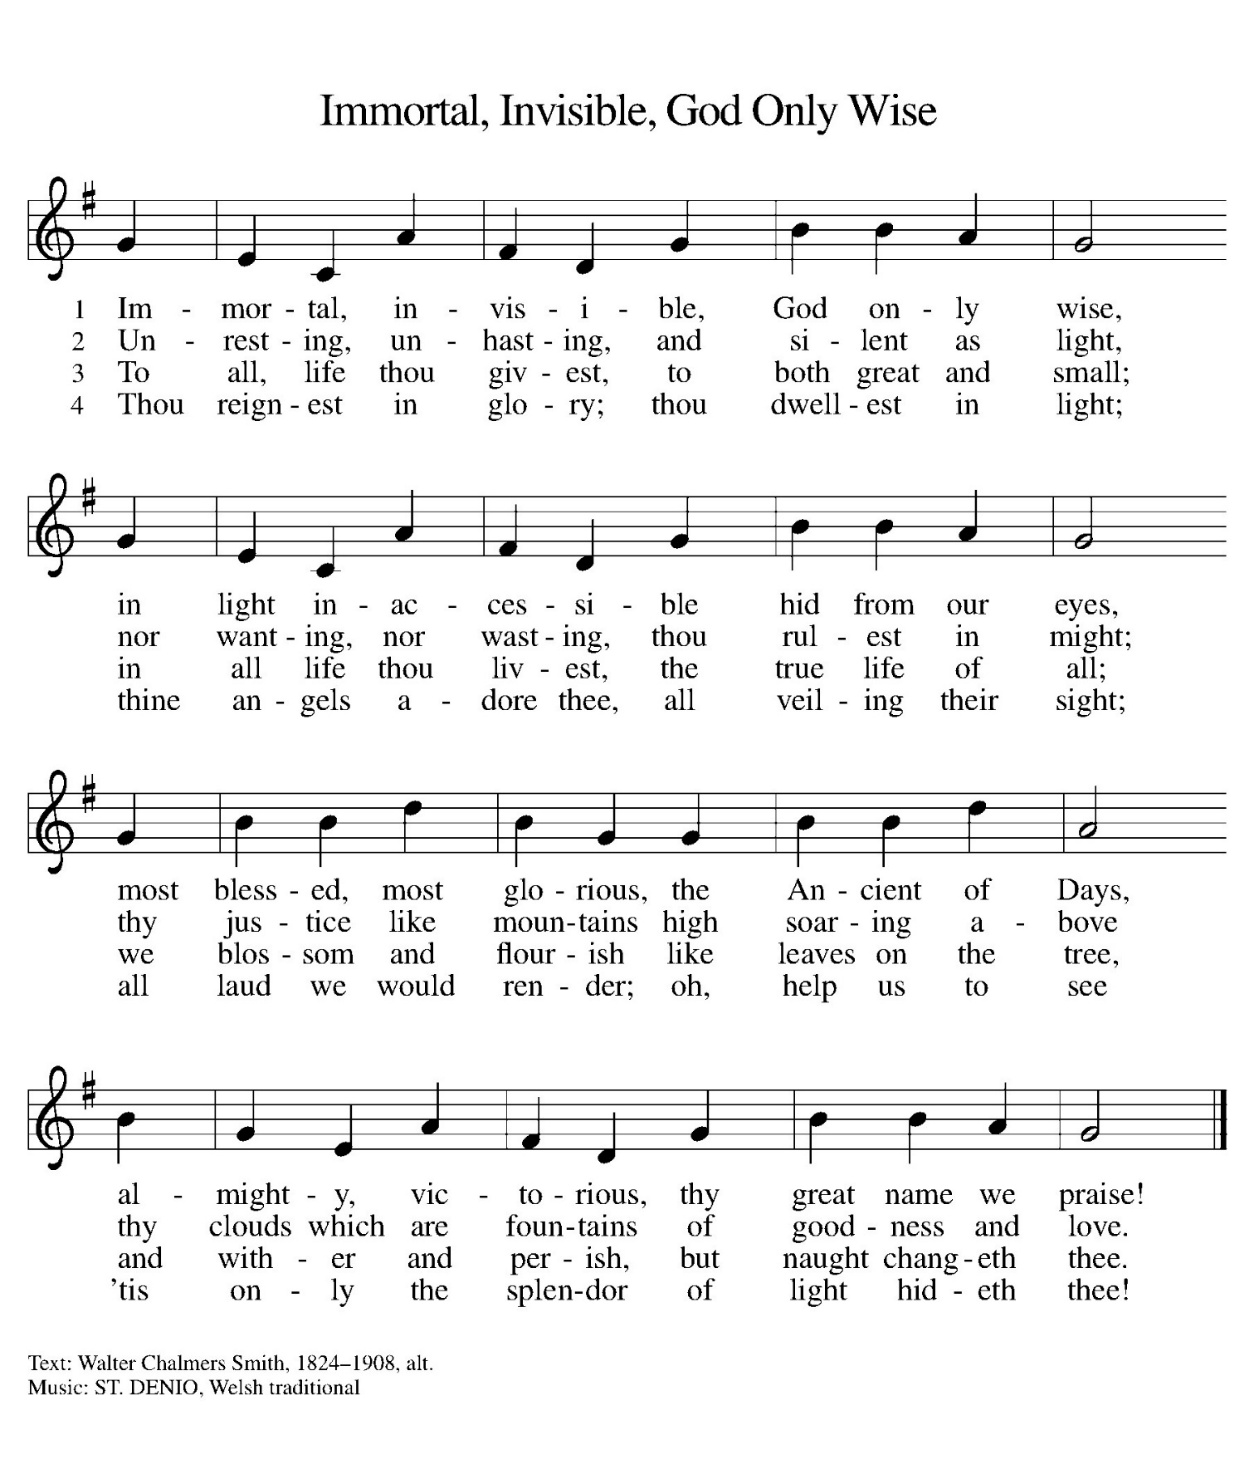 Immortal, Invisible, God Only Wise
1 Im - mor - tal, in - vis - i - ble, God on - ly wise,
2 Un - rest - ing, un - hast - ing, and si - lent as light,
3 To all, life thou giv - est, to both great and small;
4 Thou reign - est in glo - ry; thou dwell - est in light;
in light in - ac - ces - si - ble hid from our eyes,
nor want - ing, nor wast - ing, thou rul - est in might;
in all life thou liv - est, the true life of all;
thine an - gels a - dore thee, all veil - ing their sight;
most bless - ed, most glo - rious, the An - cient of Days,
thy jus - tice like moun - tains high soar - ing a - bove
we blos - som and flour - ish like leaves on the tree,
all laud we would ren - der; oh, help us to see
al - might - y, vic - to - rious, thy great name we praise!
thy clouds which are foun - tains of good - ness and love.
and with - er and per - ish, but naught chang - eth thee.
'tis on - ly the splen - dor of light hid - eth thee!
Text: Walter Chalmers Smith, 1824–1908, alt.
Music: ST. DENIO, Welsh traditional